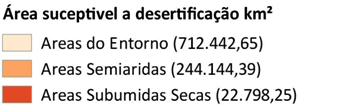 Área suceptivel a desertificação km²
Areas do Entorno (712.442,65)
Areas Semiaridas (244.144,39)
Areas Subumidas Secas (22.798,25)